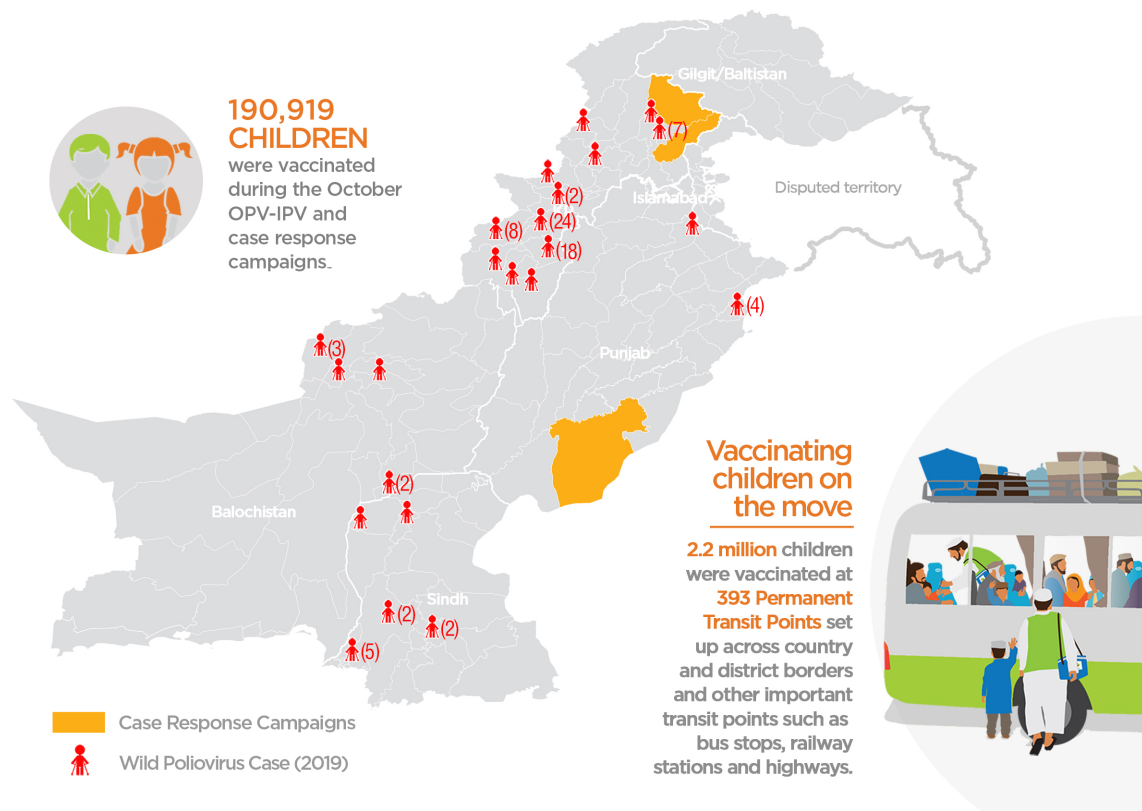 190,919
CHILDREN
were vaccinated
during the October
OPV-IPV and
case response
campaigns..
Gilgit/Baltistan
(7)
Disputed territory
Islamabad
(2)
(24)
(8)
(18)
(4)
(3)
Punjab
(2)
Balochistan
Sindh
(2)
(2)
(5)
Vaccinating
children on
the move
2.2 million children
were vaccinated at
393 Permanent
Transit Points set
up across country
and district borders
and other important
transit points such as
bus stops, railway
stations and highways.
Case Response Campaigns
Wild Poliovirus Case (2019)